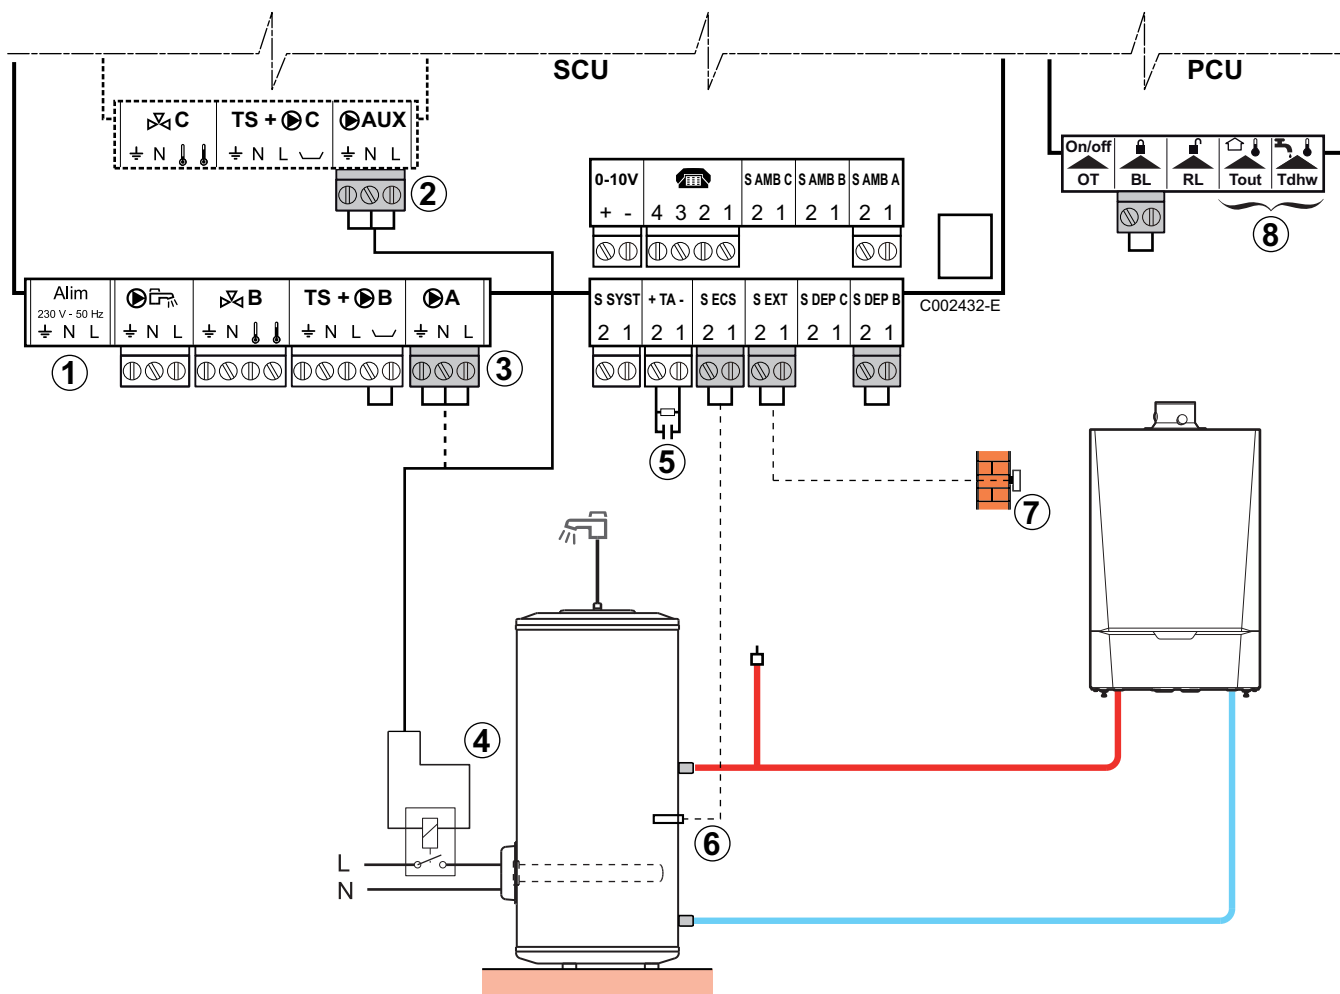 SCU
PCU
C
TS + C
AUX
N
N L
N L
2
On/off
OT
BL
RL
Tout
Tdhw
8
0-10V
S AMB C
S AMB B
S AMB A
+ -
4 3 2 1
2 1
2 1
2 1
C002432-E
Alim
230 V - 50 Hz
N L
N L
B
N
TS + B
N L
A
N L
1
3
S SYST
+ TA -
S ECS
S EXT
S DEP C
S DEP B
2 1
2 1
2 1
2 1
2 1
2 1
5
7
4
6
L
N